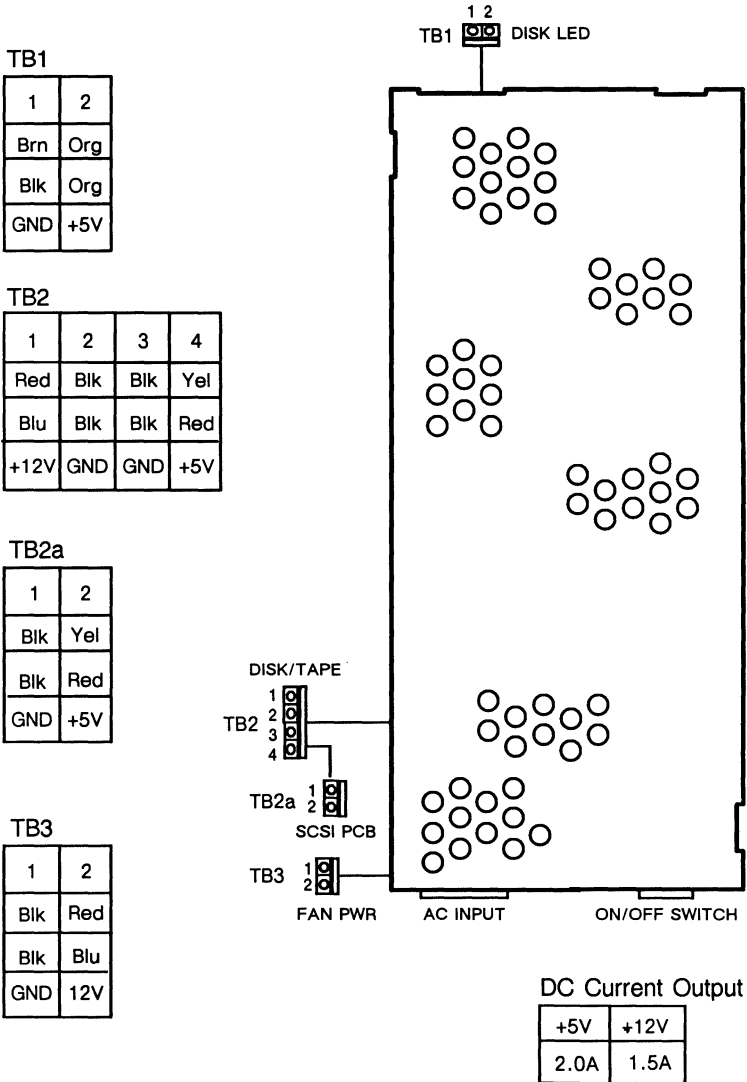 1 2
TB1 DISK LED
TB1
1 2
Brn Org
Blk Org
GND +5V
TB2
1 2 3 4
Red Blk Blk Yel
Blu Blk Blk Red
+12V GND GND +5V
TB2a
1 2
Blk Yel
Blk Red
GND +5V
DISK/TAPE
TB2
1
2
3
4
TB2a
1
2
SCSI PCB
TB3
1 2
Blk Red
Blk Blu
GND 12V
TB3
1
2
FAN PWR
AC INPUT
ON/OFF SWITCH
DC Current Output
+5V +12V
2.0A 1.5A